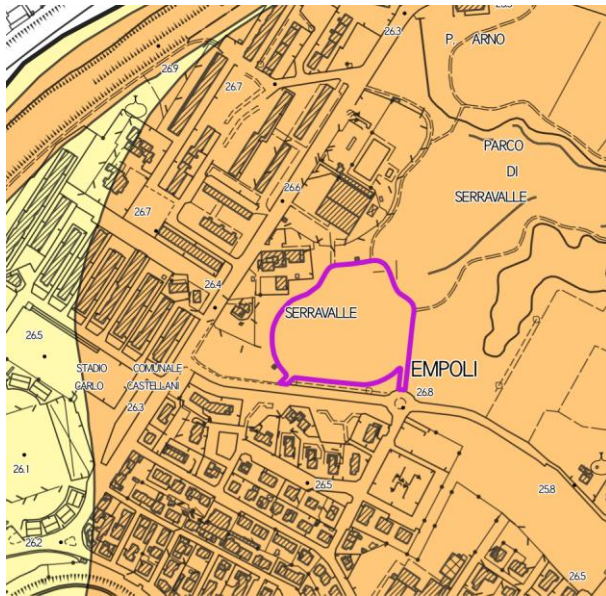 26.3
P. ARNO
26.9
26.7
PARCO
DI
SERRAVALLE
26.6
26.7
26.4
SERRAVALLE
26.5
STADIO COMUNALE
CARLO CASTELLANI
EMPOLI
26.8
26.3
26.1
26.5
25.8
26.2
26.5